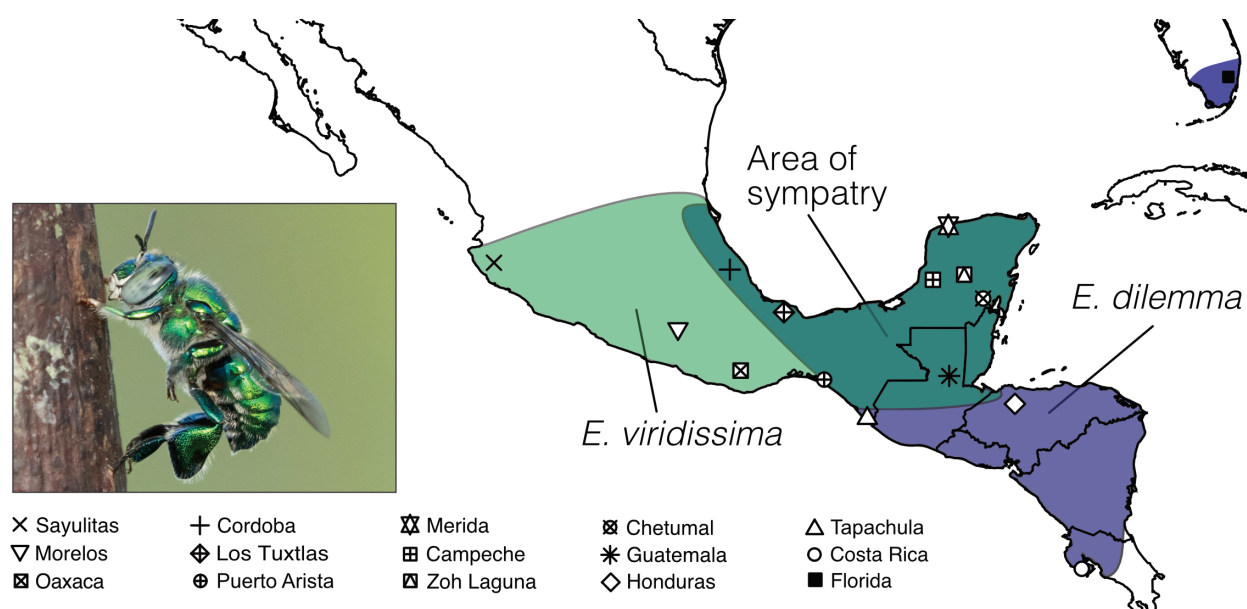 Area of
sympatry
E. dilemma
E. viridissima
Sayulitas
Cordoba
Merida
Chetumal
Tapachula
Morelos
Los Tuxtlas
Campeche
Guatemala
Costa Rica
Oaxaca
Puerto Arista
Zoh Laguna
Honduras
Florida